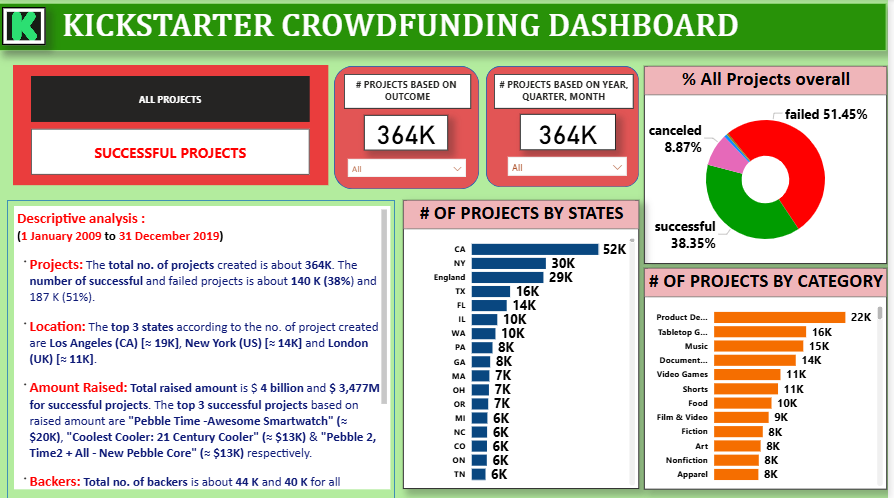 K KICKSTARTER CROWDFUNDING DASHBOARD
ALL PROJECTS
SUCCESSFUL PROJECTS
# PROJECTS BASED ON
OUTCOME
364K
All
# PROJECTS BASED ON YEAR,
QUARTER, MONTH
364K
All
% All Projects overall
failed 51.45%
canceled
8.87%
successful
38.35%
Descriptive analysis :
(1 January 2009 to 31 December 2019)
* Projects: The total no. of projects created is about 364K. The
number of successful and failed projects is about 140 K (38%) and
187 K (51%).
* Location: The top 3 states according to the no. of project created
are Los Angeles (CA) [≈ 19K], New York (US) [≈ 14K] and London
(UK) [≈ 11K].
* Amount Raised: Total raised amount is $ 4 billion and $ 3,477M
for successful projects. The top 3 successful projects based on
raised amount are "Pebble Time -Awesome Smartwatch" (≈
$20K), "Coolest Cooler: 21 Century Cooler" (≈ $13K) & "Pebble 2,
Time2 + All - New Pebble Core" (≈ $13K) respectively.
* Backers: Total no. of backers is about 44 K and 40 K for all
# OF PROJECTS BY STATES
CA 52K
NY 30K
England 29K
TX 16K
FL 14K
IL 10K
WA 10K
PA 8K
GA 8K
MA 7K
OH 7K
OR 7K
MI 6K
NC 6K
CO 6K
ON 6K
TN 6K
# OF PROJECTS BY CATEGORY
Product De... 22K
Tabletop G... 16K
Music 15K
Document... 14K
Video Games 11K
Shorts 11K
Food 10K
Film & Video 9K
Fiction 8K
Art 8K
Nonfiction 8K
Apparel 8K